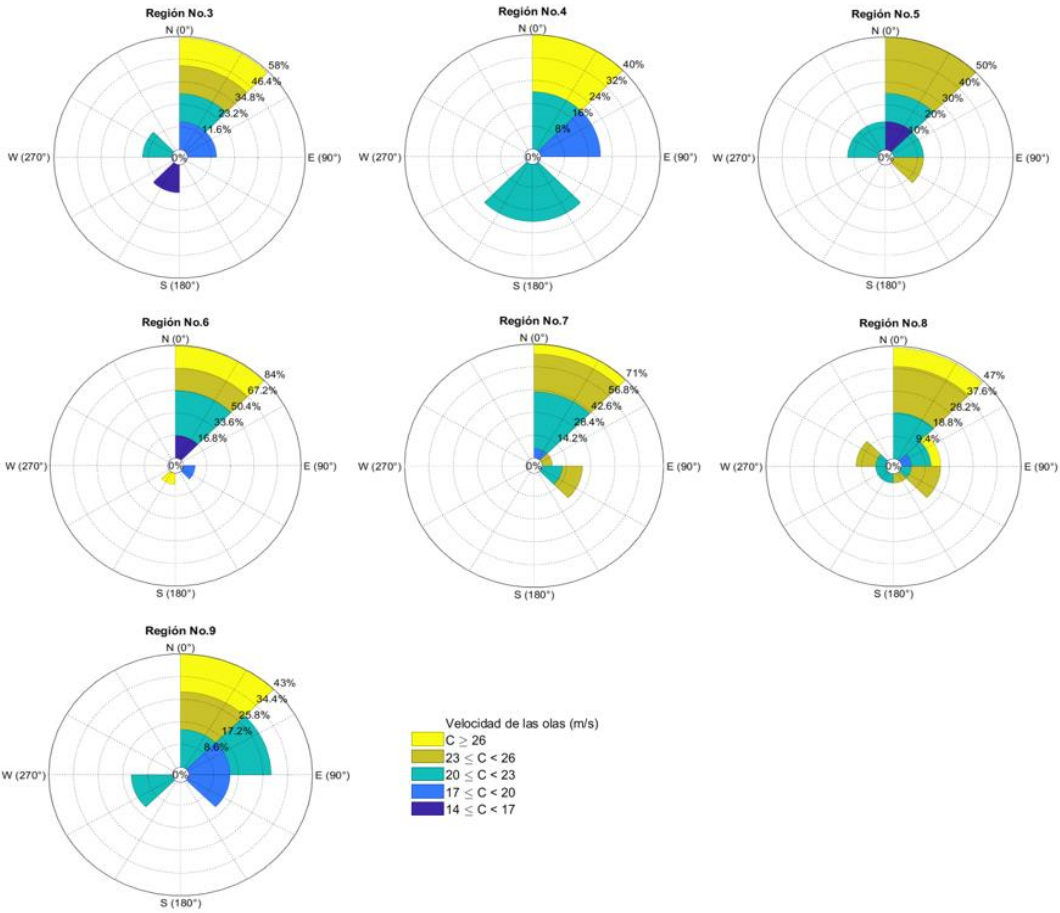 Región No.3
N (0°)
58%
46.4%
34.8%
23.2%
11.6%
0%
W (270°)
E (90°)
S (180°)
Región No.4
N (0°)
40%
32%
24%
16%
8%
0%
W (270°)
E (90°)
S (180°)
Región No.5
N (0°)
50%
40%
30%
20%
10%
0%
W (270°)
E (90°)
S (180°)
Región No.6
N (0°)
84%
67.2%
50.4%
33.6%
16.8%
0%
W (270°)
E (90°)
S (180°)
Región No.7
N (0°)
71%
56.8%
42.6%
28.4%
14.2%
0%
W (270°)
E (90°)
S (180°)
Región No.8
N (0°)
47%
37.6%
28.2%
18.8%
9.4%
0%
W (270°)
E (90°)
S (180°)
Región No.9
N (0°)
43%
34.4%
25.8%
17.2%
8.6%
0%
W (270°)
E (90°)
S (180°)
Velocidad de las olas (m/s)
C ≥ 26
23 ≤ C < 26
20 ≤ C < 23
17 ≤ C < 20
14 ≤ C < 17